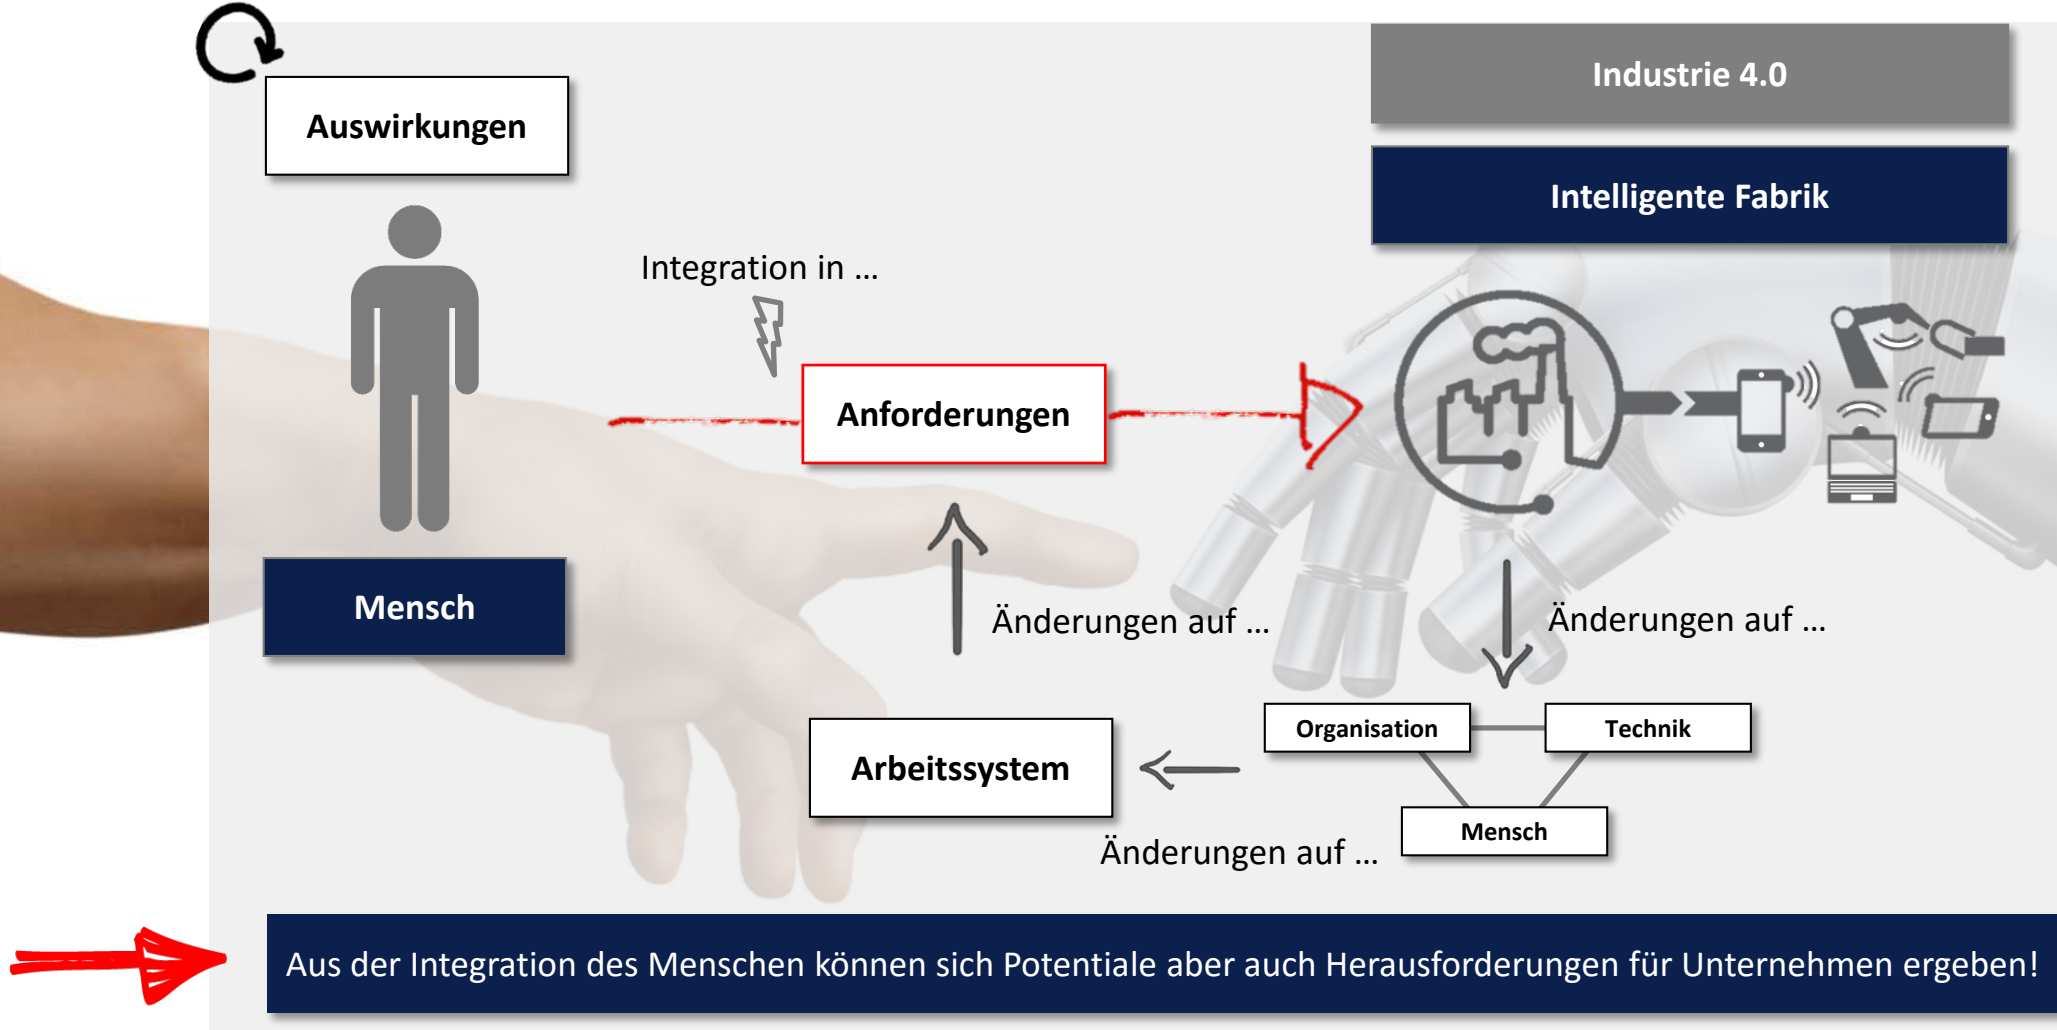 Industrie 4.0
Auswirkungen
Intelligente Fabrik
Integration in ...
Anforderungen
Mensch
Änderungen auf ...
Änderungen auf ...
Organisation
Technik
Arbeitssystem
Mensch
Änderungen auf ...
Aus der Integration des Menschen können sich Potentiale aber auch Herausforderungen für Unternehmen ergeben!